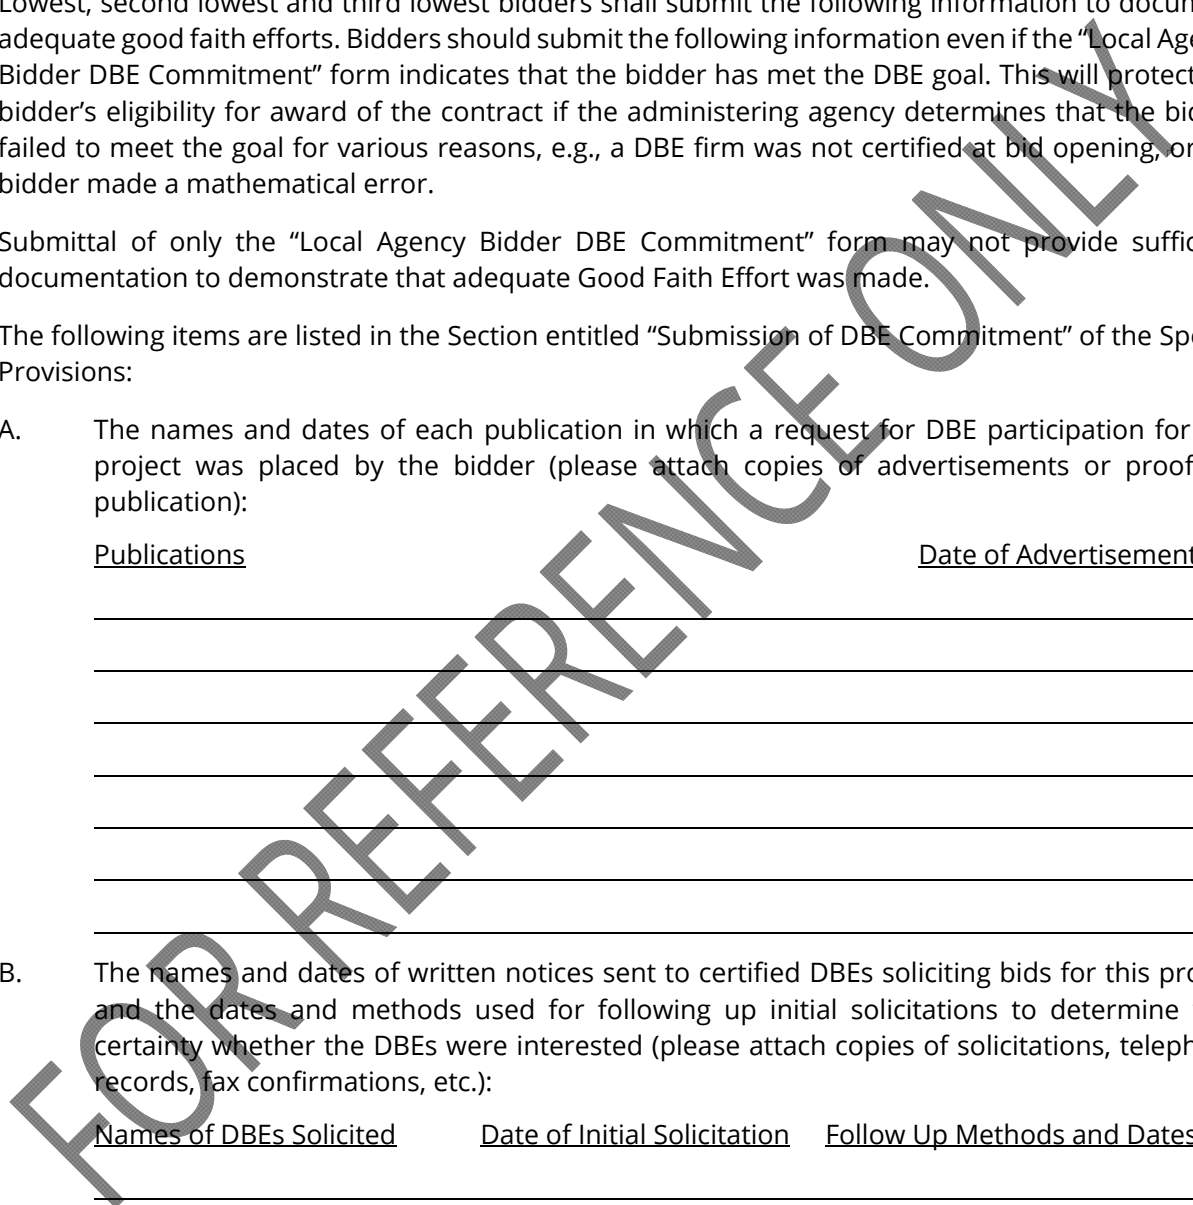 Lowest, second lowest and third lowest bidders shall submit the following information to docum
adequate good faith efforts. Bidders should submit the following information even if the “Local Age
Bidder DBE Commitment” form indicates that the bidder has met the DBE goal. This will protect
bidder’s eligibility for award of the contract if the administering agency determines that the bid
failed to meet the goal for various reasons, e.g., a DBE firm was not certified at bid opening, or
bidder made a mathematical error.
Submittal of only the “Local Agency Bidder DBE Commitment” form may not provide suffic
documentation to demonstrate that adequate Good Faith Effort was made.
The following items are listed in the Section entitled “Submission of DBE Commitment” of the Spe
Provisions:
A. The names and dates of each publication in which a request for DBE participation for
project was placed by the bidder (please attach copies of advertisements or proof
publication):
Publications Date of Advertisement
B. The names and dates of written notices sent to certified DBEs soliciting bids for this pro
and the dates and methods used for following up initial solicitations to determine
certainty whether the DBEs were interested (please attach copies of solicitations, teleph
records, fax confirmations, etc.):
Names of DBEs Solicited Date of Initial Solicitation Follow Up Methods and Dates
FOR REFERENCE ONLY